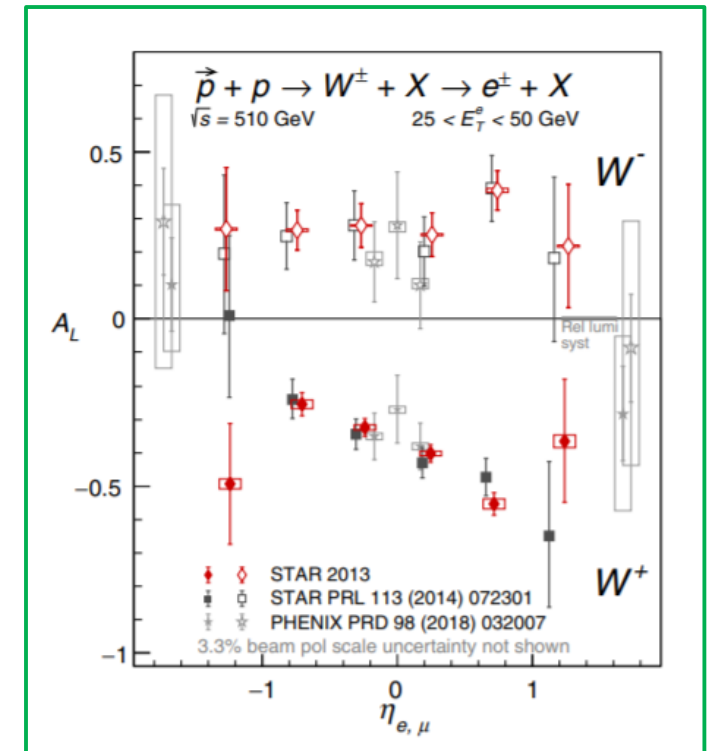 p⃗ + p → W± + X → e± + X
√s = 510 GeV 25 < E_T^e < 50 GeV
0.5
W-
A_L
0
Rel lumi
syst
−0.5
W+
STAR 2013
STAR PRL 113 (2014) 072301
PHENIX PRD 98 (2018) 032007
3.3% beam pol scale uncertainty not shown
−1
−1 0 1
η_e, μ